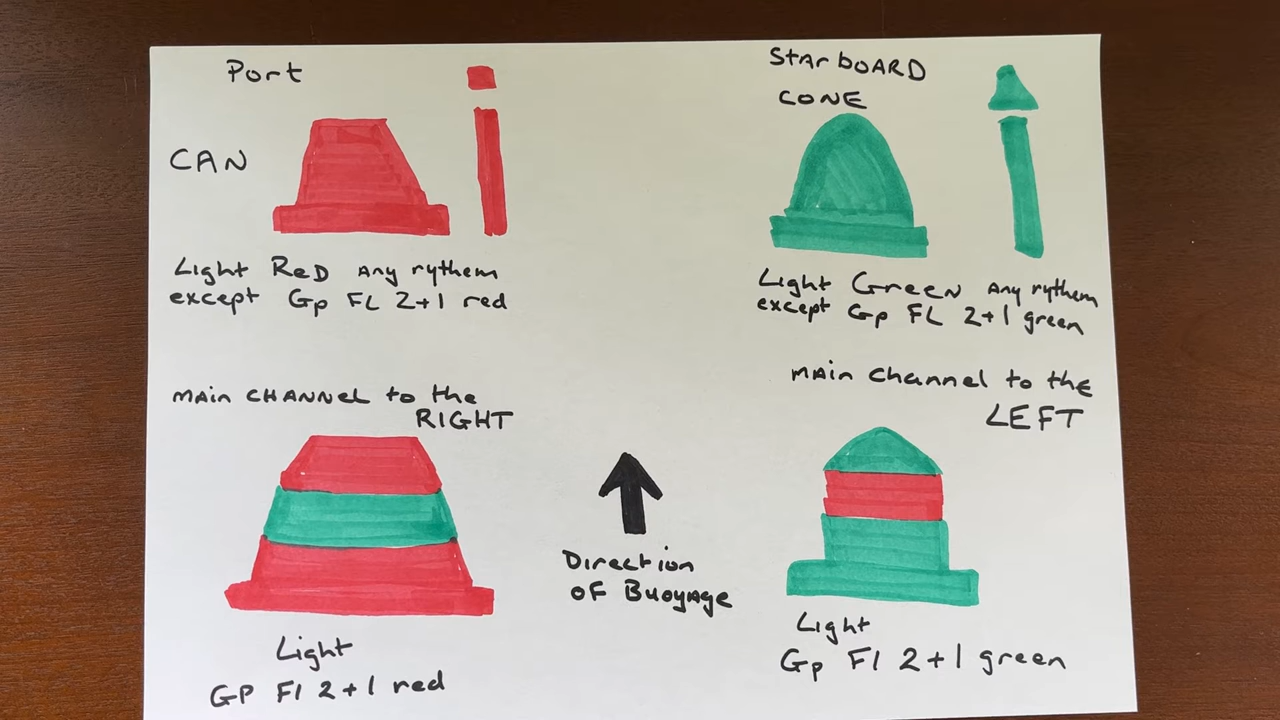 Port
CAN
Light Red Any rythem
except Gp FL 2+1 red
StarboARD
CONE
Light Green Any rythem
except Gp FL 2+1 green
MAin CHANNEL to the
RIGHT
Light
GP Fl 2+1 red
Direction
OF Buoyage
MAin Channel to thE
LEFT
Light
Gp Fl 2+1 green